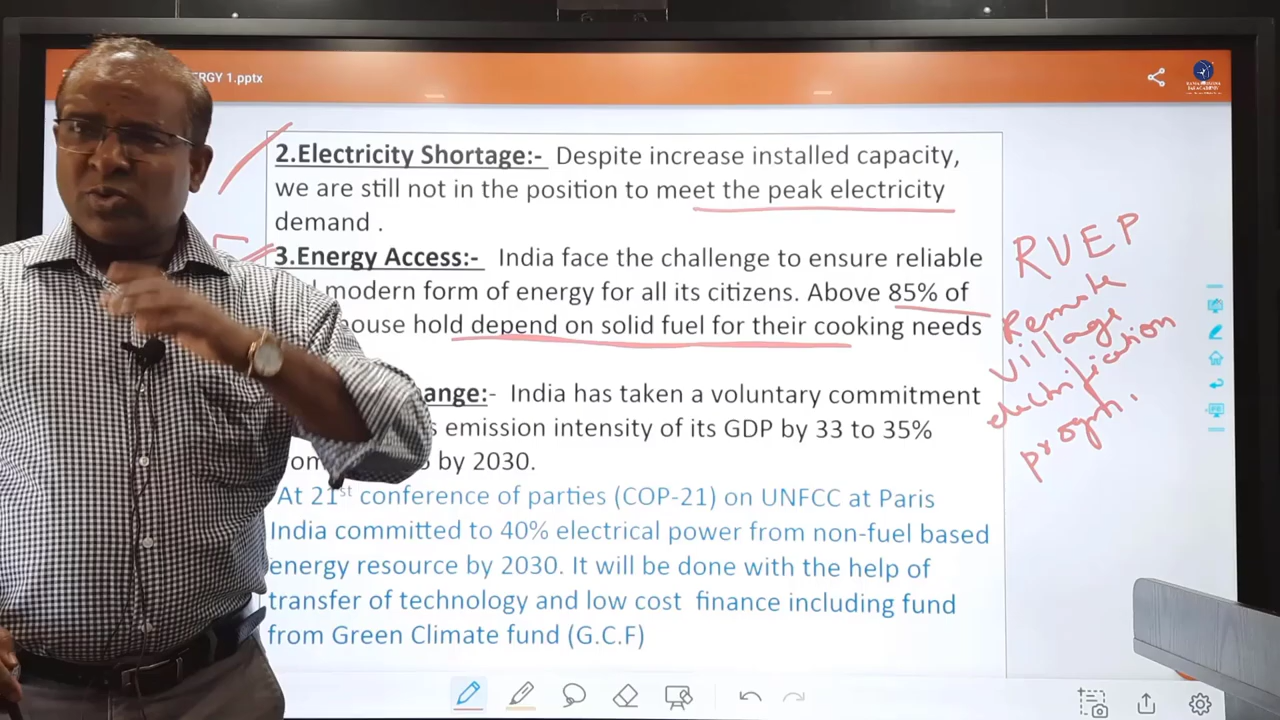 ERGY 1.pptx
2.Electricity Shortage:- Despite increase installed capacity,
we are still not in the position to meet the peak electricity
demand .
3.Energy Access:- India face the challenge to ensure reliable
modern form of energy for all its citizens. Above 85% of
house hold depend on solid fuel for their cooking needs
ange:- India has taken a voluntary commitment
s emission intensity of its GDP by 33 to 35%
by 2030.
At 21st conference of parties (COP-21) on UNFCC at Paris
India committed to 40% electrical power from non-fuel based
energy resource by 2030. It will be done with the help of
transfer of technology and low cost finance including fund
from Green Climate fund (G.C.F)
RVEP
Remote
Village
electrification
progm.